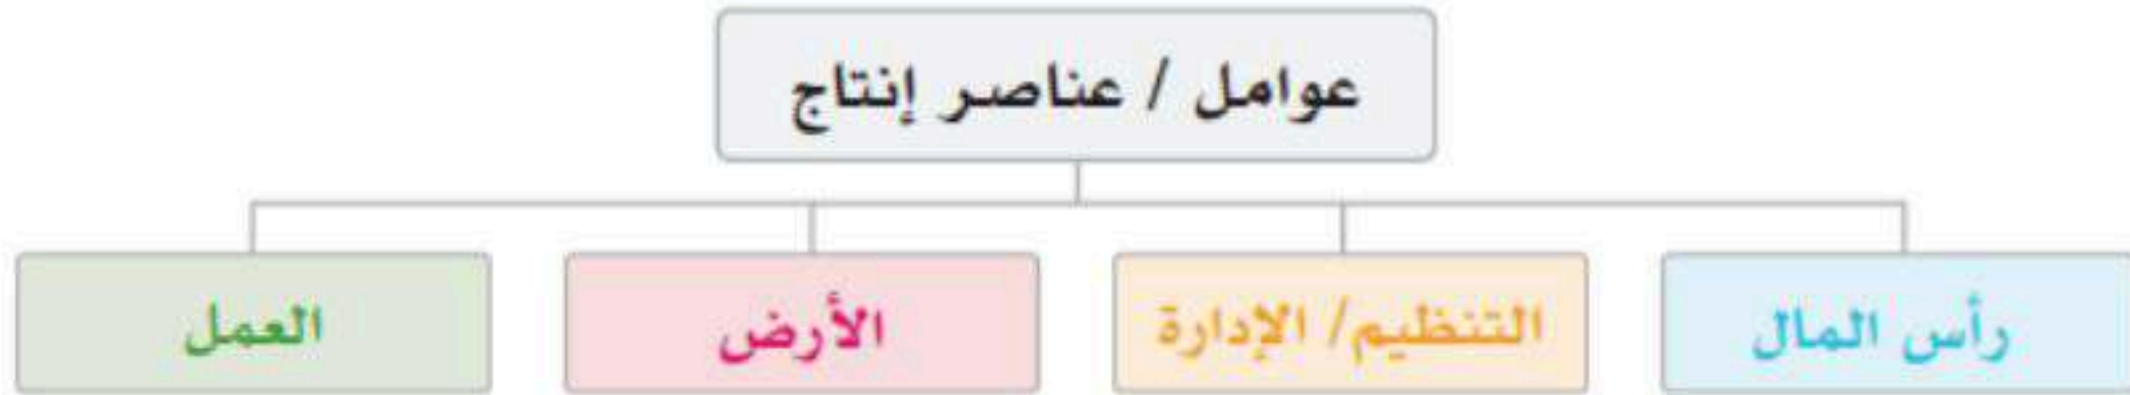 عوامل / عناصر إنتاج
رأس المال
التنظيم/ الإدارة
الأرض
العمل